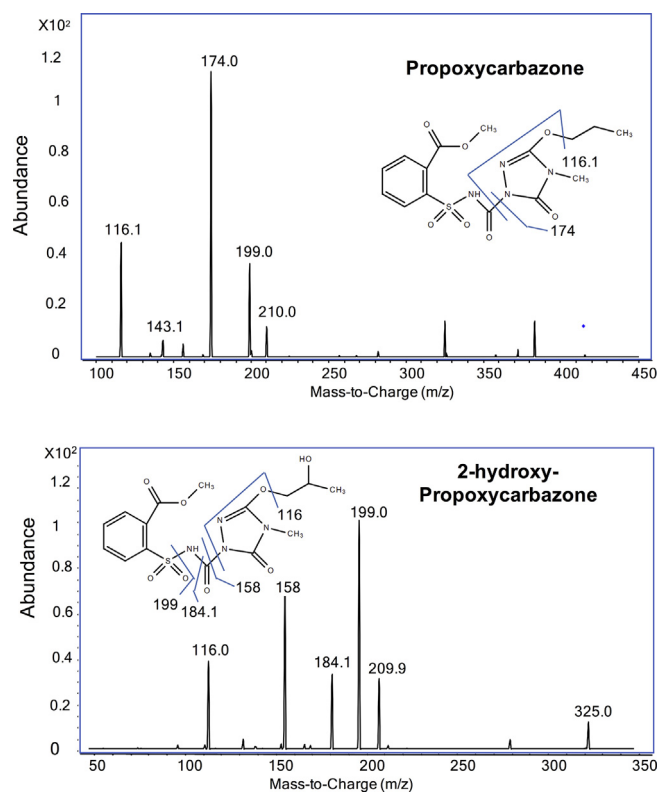 X10²
1.2
1
0.8
0.6
0.4
0.2
0
Abundance
174.0
116.1
143.1
199.0
210.0
Propoxycarbazone
O
O
CH₃
O
CH₃
N
N
CH₃
116.1
NH
N
S
O
O
O
O
174
100 150 200 250 300 350 400 450
Mass-to-Charge (m/z)
X10²
1.2
1
0.8
0.6
0.4
0.2
0
Abundance
2-hydroxy-
Propoxycarbazone
HO
O
O
CH₃
O
CH₃
N
N
CH₃
116
NH
N
S
O
O
O
O
199
184.1
158
158
199.0
116.0
184.1
209.9
325.0
50 100 150 200 250 300 350
Mass-to-Charge (m/z)